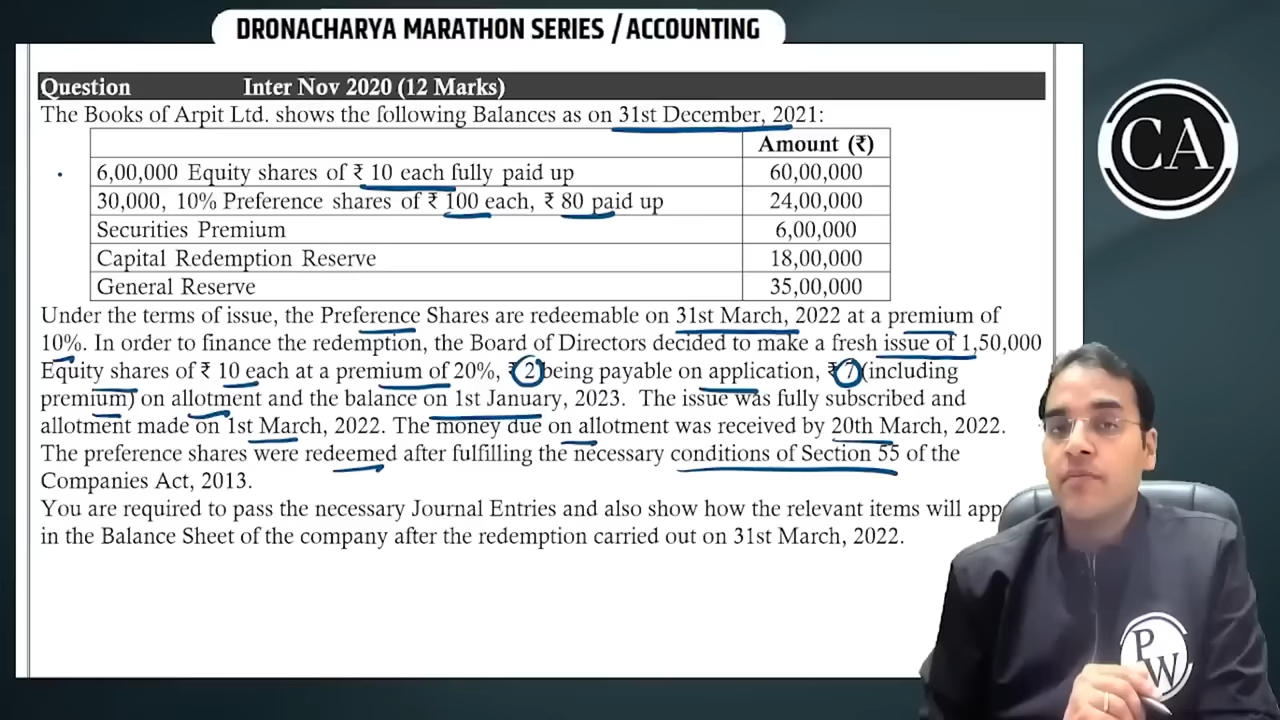 DRONACHARYA MARATHON SERIES / ACCOUNTING
Question Inter Nov 2020 (12 Marks)
The Books of Arpit Ltd. shows the following Balances as on 31st December, 2021:
Amount (₹)
6,00,000 Equity shares of ₹ 10 each fully paid up 60,00,000
30,000, 10% Preference shares of ₹ 100 each, ₹ 80 paid up 24,00,000
Securities Premium 6,00,000
Capital Redemption Reserve 18,00,000
General Reserve 35,00,000
Under the terms of issue, the Preference Shares are redeemable on 31st March, 2022 at a premium of
10%. In order to finance the redemption, the Board of Directors decided to make a fresh issue of 1,50,000
Equity shares of ₹ 10 each at a premium of 20%, ₹ 2 being payable on application, ₹ 7 (including
premium) on allotment and the balance on 1st January, 2023. The issue was fully subscribed and
allotment made on 1st March, 2022. The money due on allotment was received by 20th March, 2022.
The preference shares were redeemed after fulfilling the necessary conditions of Section 55 of the
Companies Act, 2013.
You are required to pass the necessary Journal Entries and also show how the relevant items will app
in the Balance Sheet of the company after the redemption carried out on 31st March, 2022.
CA
PW